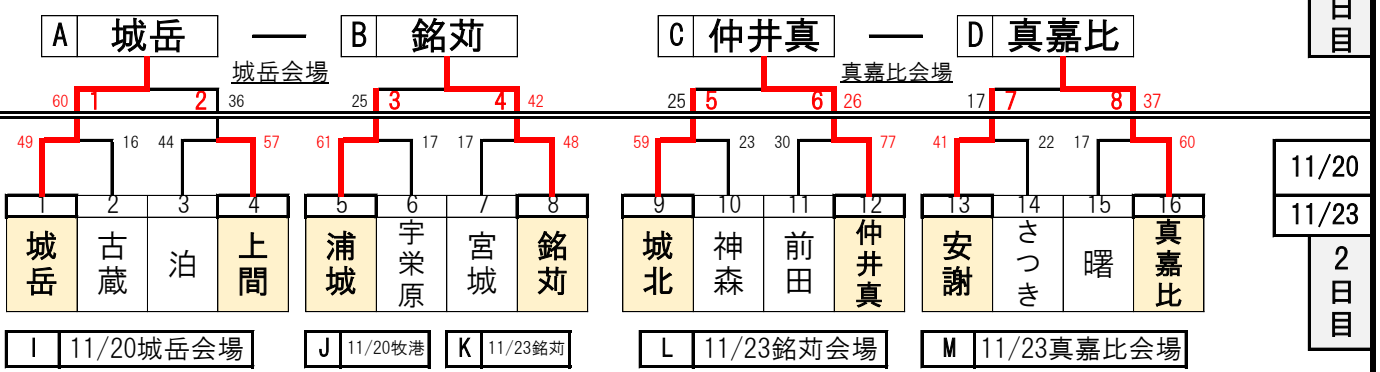 A 城岳 ― B 銘苅 C 仲井真 ― D 真嘉比
日目
城岳会場 真嘉比会場
60 1 2 36 25 3 4 42 25 5 6 26 17 7 8 37
49 16 44 57 61 17 17 48 59 23 30 77 41 22 17 60
11/20
1 2 3 4 5 6 7 8 9 10 11 12 13 14 15 16
11/23
城岳 古蔵 泊 上間 浦城 宇栄原 宮城 銘苅 城北 神森 前田 仲井真 安謝 さつき 曙 真嘉比
2日目
I 11/20城岳会場 J 11/20牧港 K 11/23銘苅 L 11/23銘苅会場 M 11/23真嘉比会場